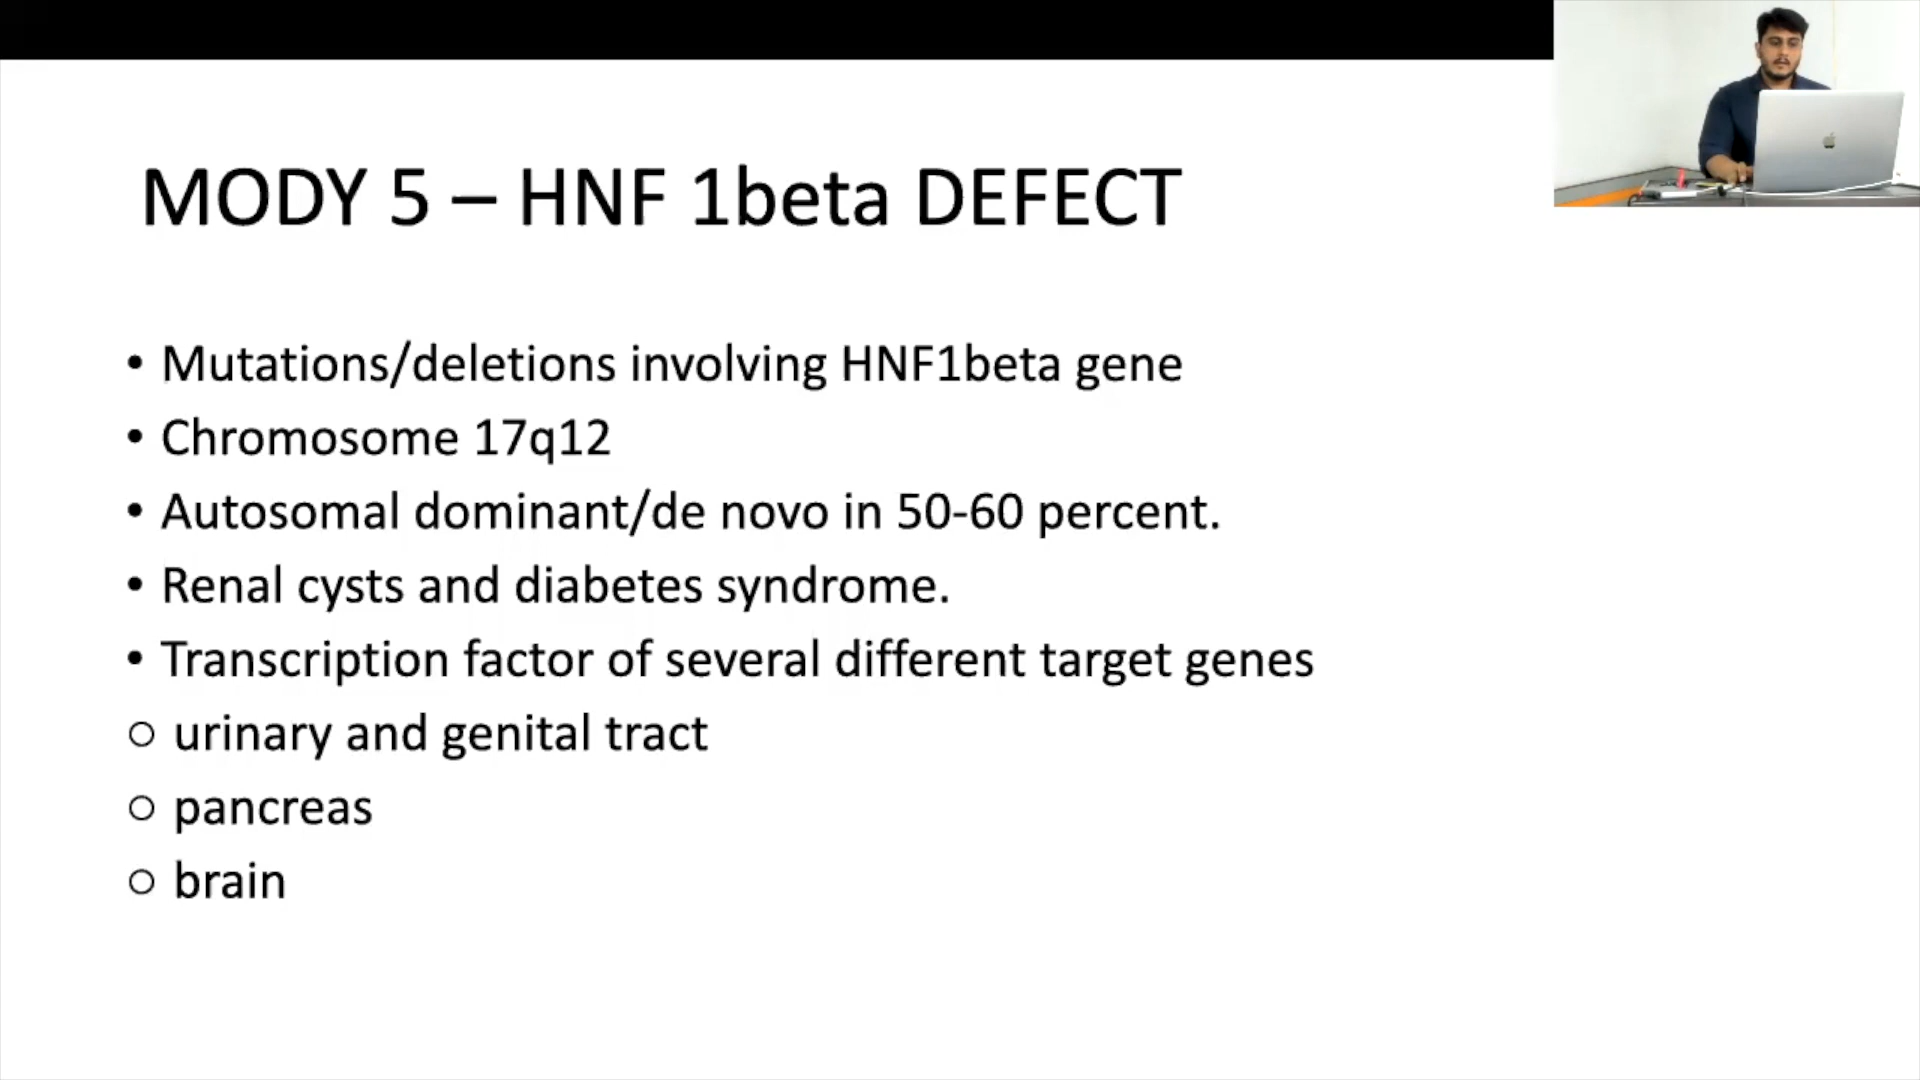 MODY 5 – HNF 1beta DEFECT
• Mutations/deletions involving HNF1beta gene
• Chromosome 17q12
• Autosomal dominant/de novo in 50-60 percent.
• Renal cysts and diabetes syndrome.
• Transcription factor of several different target genes
○ urinary and genital tract
○ pancreas
○ brain